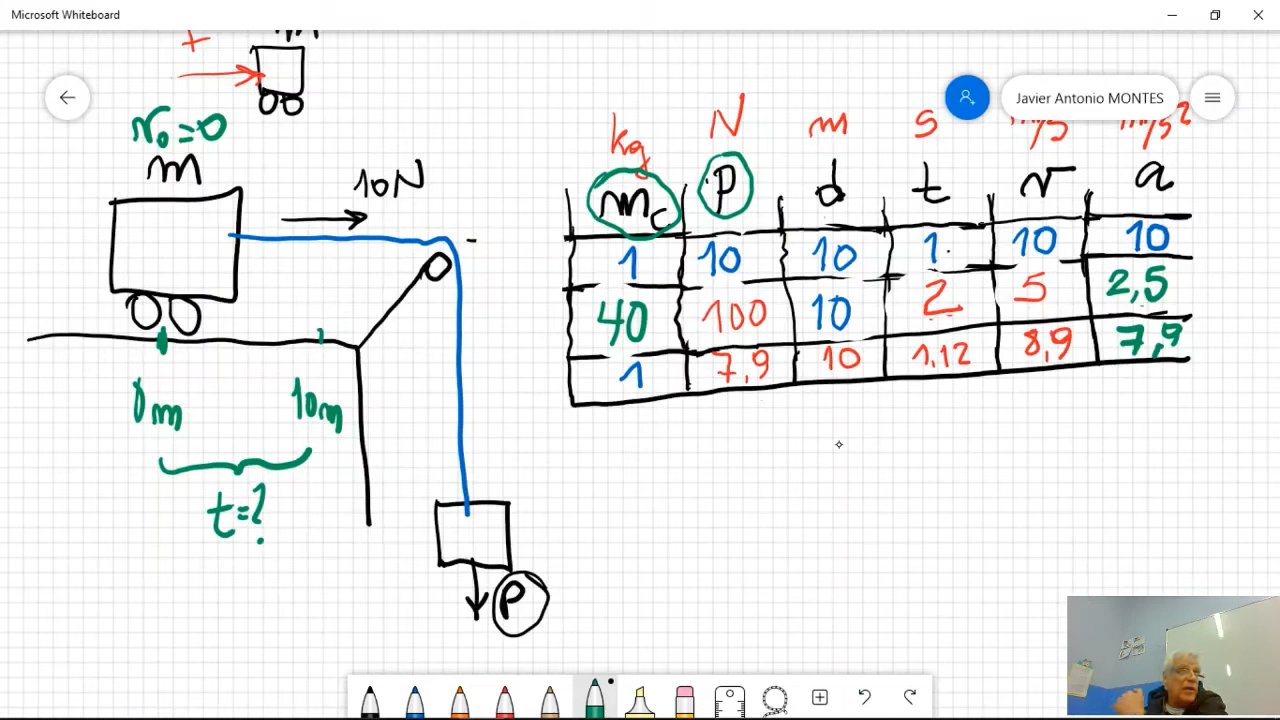 Microsoft Whiteboard
Javier Antonio MONTES
v₀=0
m
10N
kg N m s m/s m/s²
m꜀ P d t v a
1 10 10 1 10 10
40 100 10 2 5 2,5
1 7,9 10 1,12 8,9 7,9
0m 10m
t=?
P